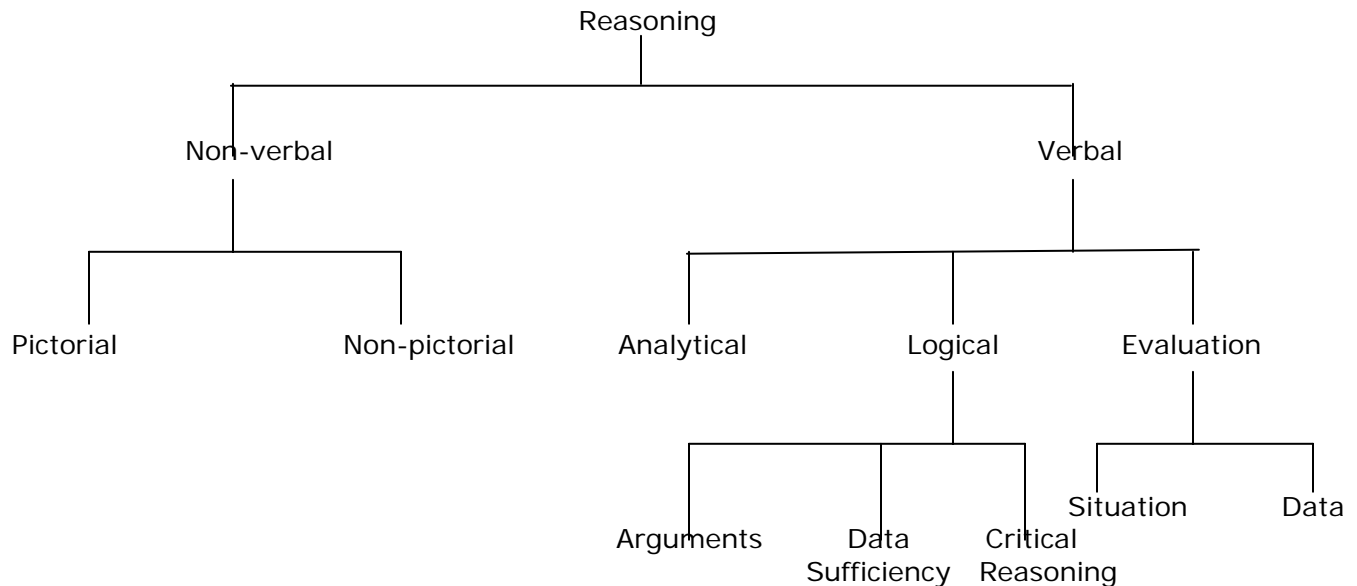 Reasoning
Non-verbal Verbal
Pictorial Non-pictorial Analytical Logical Evaluation
Situation Data
Arguments Data Critical
Sufficiency Reasoning